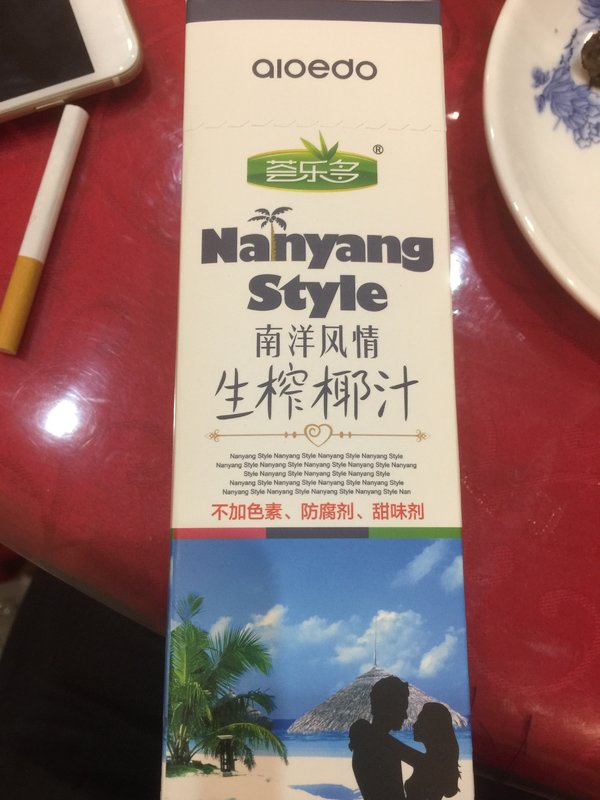 aloedo
荟乐多®
Nanyang
Style
南洋风情
生榨椰汁
Nanyang Style Nanyang Style Nanyang Style Nanyang Style
Nanyang Style Nanyang Style Nanyang Style Nanyang Style Nanyang
Style Nanyang Style Nanyang Style Nanyang Style
Nanyang Style Nanyang Style Nanyang Style Nanyang Style
Nanyang Style Nanyang Style Nanyang Style Nanyang Style Nan
不加色素、防腐剂、甜味剂